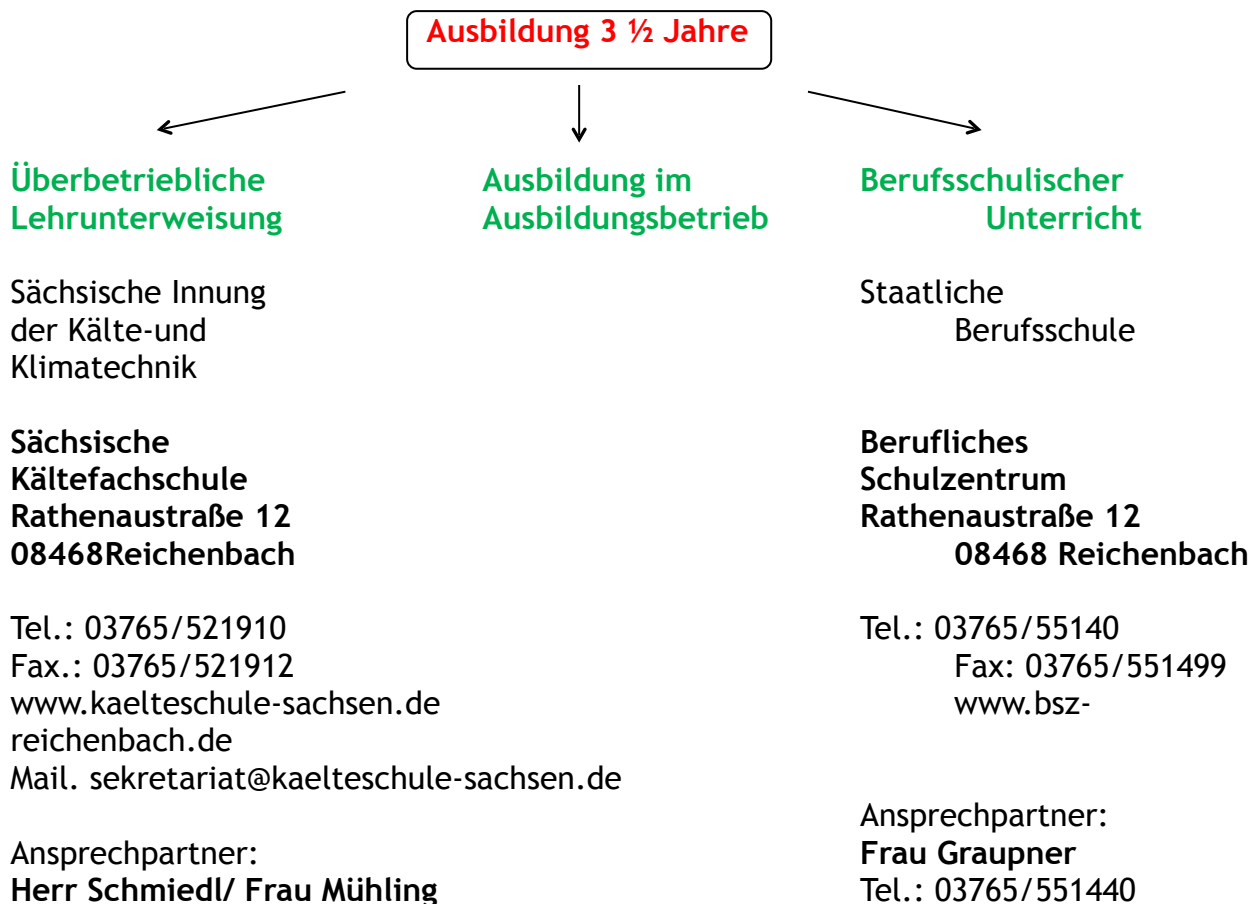 Ausbildung 3 ½ Jahre
Überbetriebliche
Lehrunterweisung
Sächsische Innung
der Kälte-und
Klimatechnik
Sächsische
Kältefachschule
Rathenaustraße 12
08468Reichenbach
Tel.: 03765/521910
Fax.: 03765/521912
www.kaelteschule-sachsen.de
reichenbach.de
Mail. sekretariat@kaelteschule-sachsen.de
Ansprechpartner:
Herr Schmiedl/ Frau Mühling
Ausbildung im
Ausbildungsbetrieb
Berufsschulischer
Unterricht
Staatliche
Berufsschule
Berufliches
Schulzentrum
Rathenaustraße 12
08468 Reichenbach
Tel.: 03765/55140
Fax: 03765/551499
www.bsz-
Ansprechpartner:
Frau Graupner
Tel.: 03765/551440